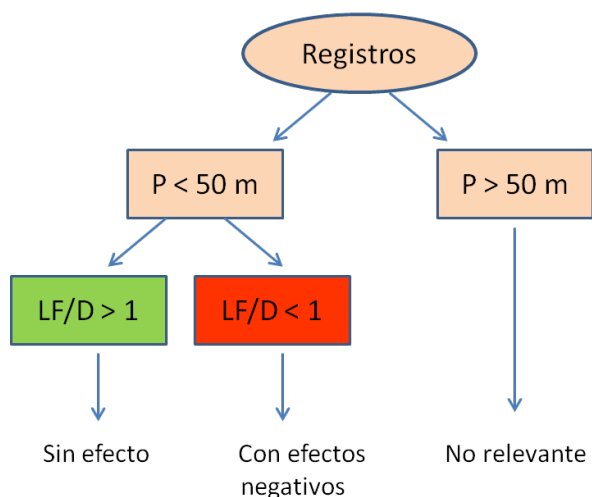 Registros
P < 50 m
P > 50 m
LF/D > 1
LF/D < 1
Sin efecto
Con efectos
negativos
No relevante